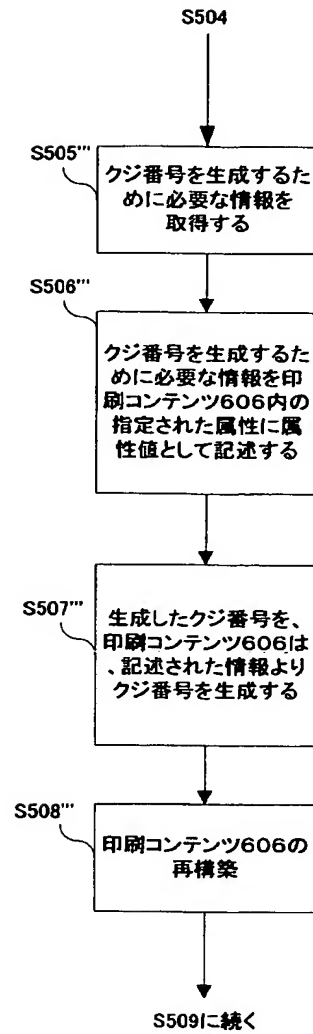 S504
S505'''
クジ番号を生成するた
めに必要な情報を
取得する
S506'''
クジ番号を生成するた
めに必要な情報を印
刷コンテンツ606内の
指定された属性に属
性値として記述する
S507'''
生成したクジ番号を、
印刷コンテンツ606は
、記述された情報より
クジ番号を生成する
S508'''
印刷コンテンツ606の
再構築
S509に続く